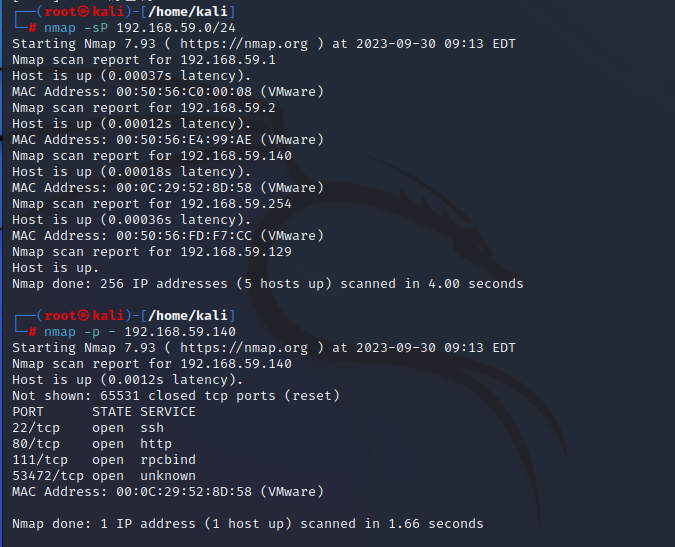 ┌──(root㉿kali)-[/home/kali]
└─# nmap -sP 192.168.59.0/24
Starting Nmap 7.93 ( https://nmap.org ) at 2023-09-30 09:13 EDT
Nmap scan report for 192.168.59.1
Host is up (0.00037s latency).
MAC Address: 00:50:56:C0:00:08 (VMware)
Nmap scan report for 192.168.59.2
Host is up (0.00012s latency).
MAC Address: 00:50:56:E4:99:AE (VMware)
Nmap scan report for 192.168.59.140
Host is up (0.00018s latency).
MAC Address: 00:0C:29:52:8D:58 (VMware)
Nmap scan report for 192.168.59.254
Host is up (0.00036s latency).
MAC Address: 00:50:56:FD:F7:CC (VMware)
Nmap scan report for 192.168.59.129
Host is up.
Nmap done: 256 IP addresses (5 hosts up) scanned in 4.00 seconds
┌──(root㉿kali)-[/home/kali]
└─# nmap -p - 192.168.59.140
Starting Nmap 7.93 ( https://nmap.org ) at 2023-09-30 09:13 EDT
Nmap scan report for 192.168.59.140
Host is up (0.0012s latency).
Not shown: 65531 closed tcp ports (reset)
PORT      STATE SERVICE
22/tcp    open  ssh
80/tcp    open  http
111/tcp   open  rpcbind
53472/tcp open  unknown
MAC Address: 00:0C:29:52:8D:58 (VMware)
Nmap done: 1 IP address (1 host up) scanned in 1.66 seconds